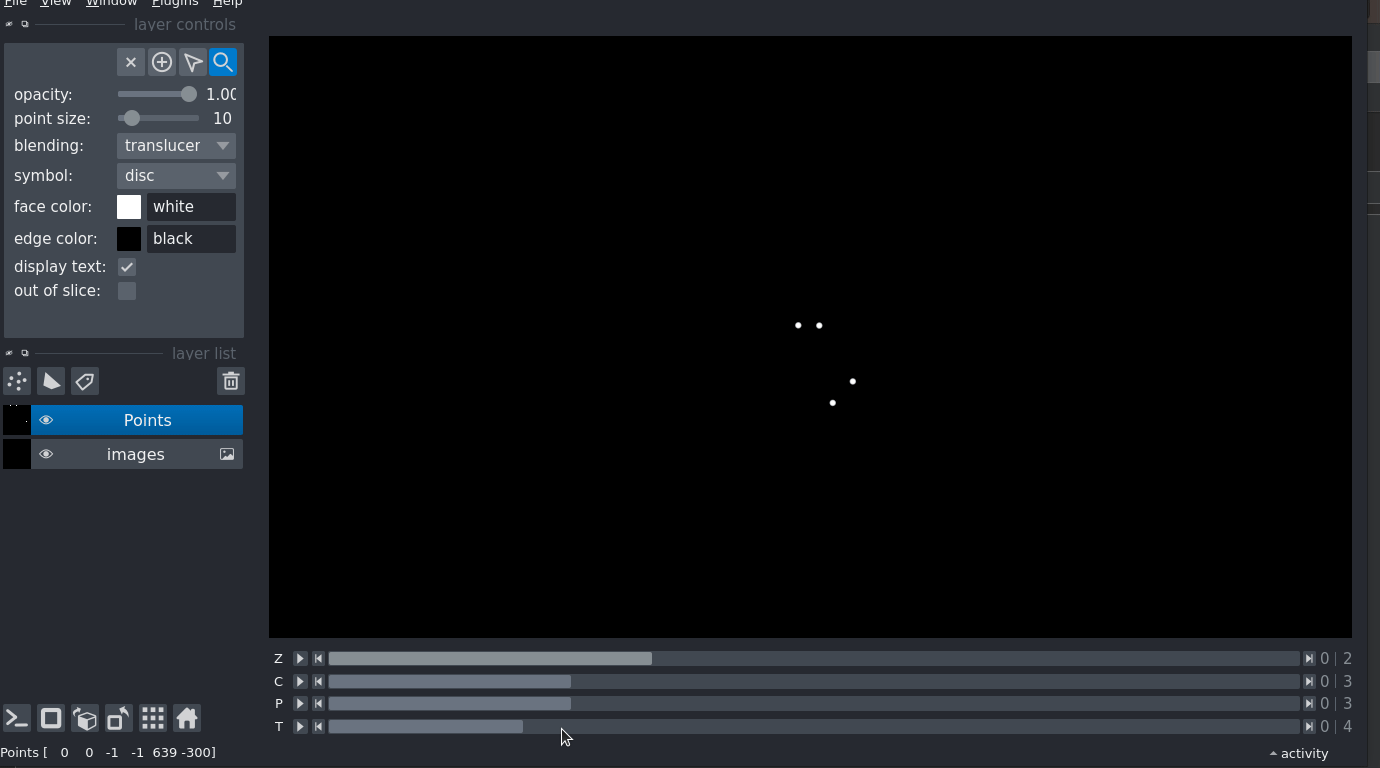 File View Window Plugins Help
layer controls
opacity: 1.00
point size: 10
blending: translucer
symbol: disc
face color: white
edge color: black
display text:
out of slice:
layer list
Points
images
Z 0 | 2
C 0 | 3
P 0 | 3
T 0 | 4
Points [ 0 0 -1 -1 639 -300]
activity